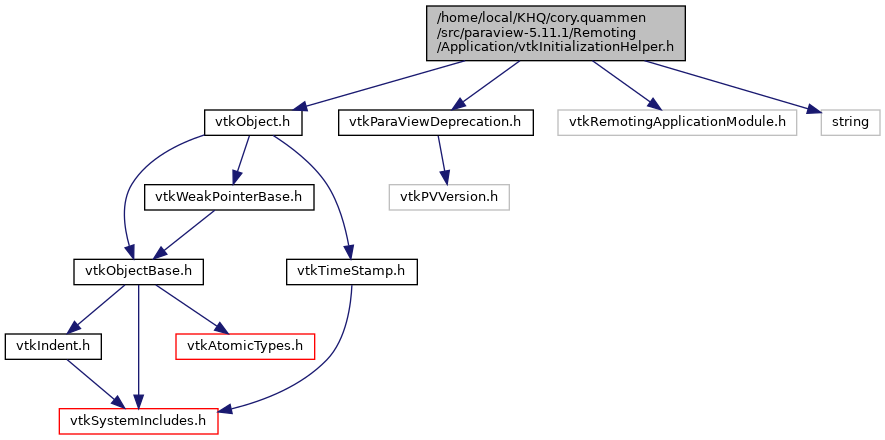 /home/local/KHQ/cory.quammen
/src/paraview-5.11.1/Remoting
/Application/vtkInitializationHelper.h
vtkObject.h
vtkParaViewDeprecation.h
vtkRemotingApplicationModule.h
string
vtkWeakPointerBase.h
vtkPVVersion.h
vtkObjectBase.h
vtkTimeStamp.h
vtkIndent.h
vtkAtomicTypes.h
vtkSystemIncludes.h